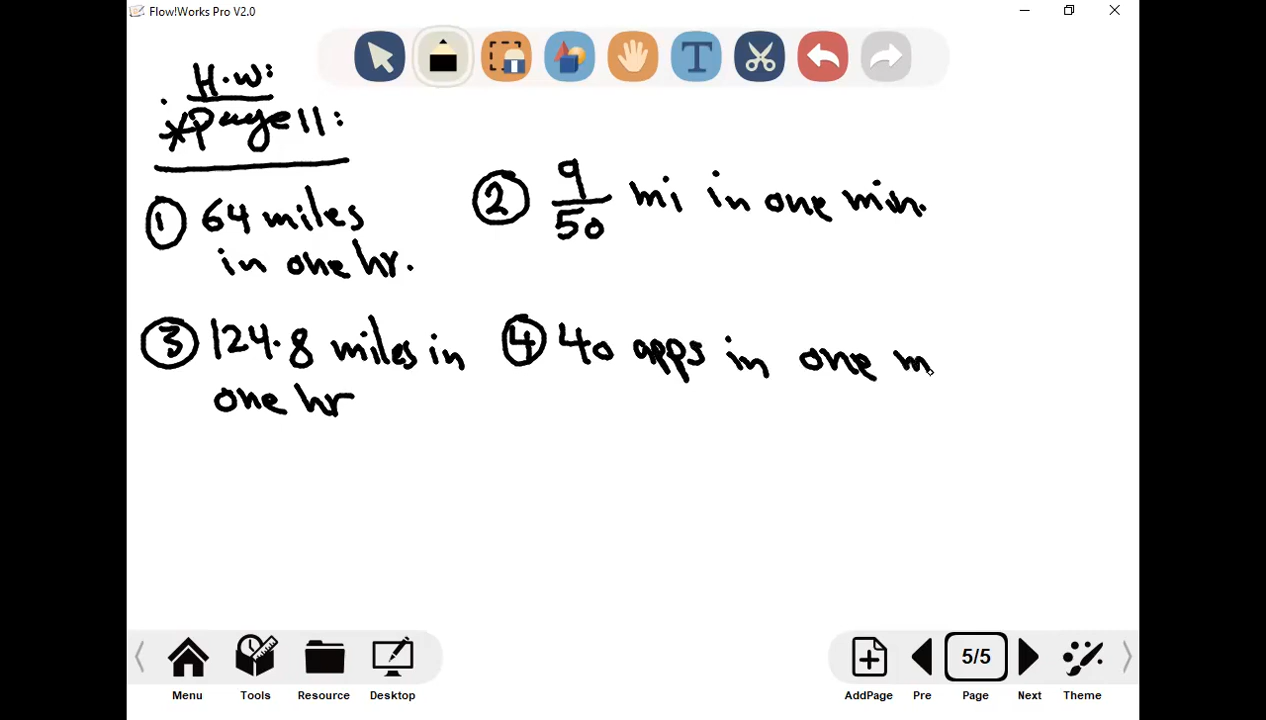 Flow!Works Pro V2.0
H.W:
*Page 11:
① 64 miles
in one hr.
② 9/50 mi in one min.
③ 124.8 miles in
one hr
④ 40 apps in one m
Menu Tools Resource Desktop
5/5
AddPage Pre Page Next Theme